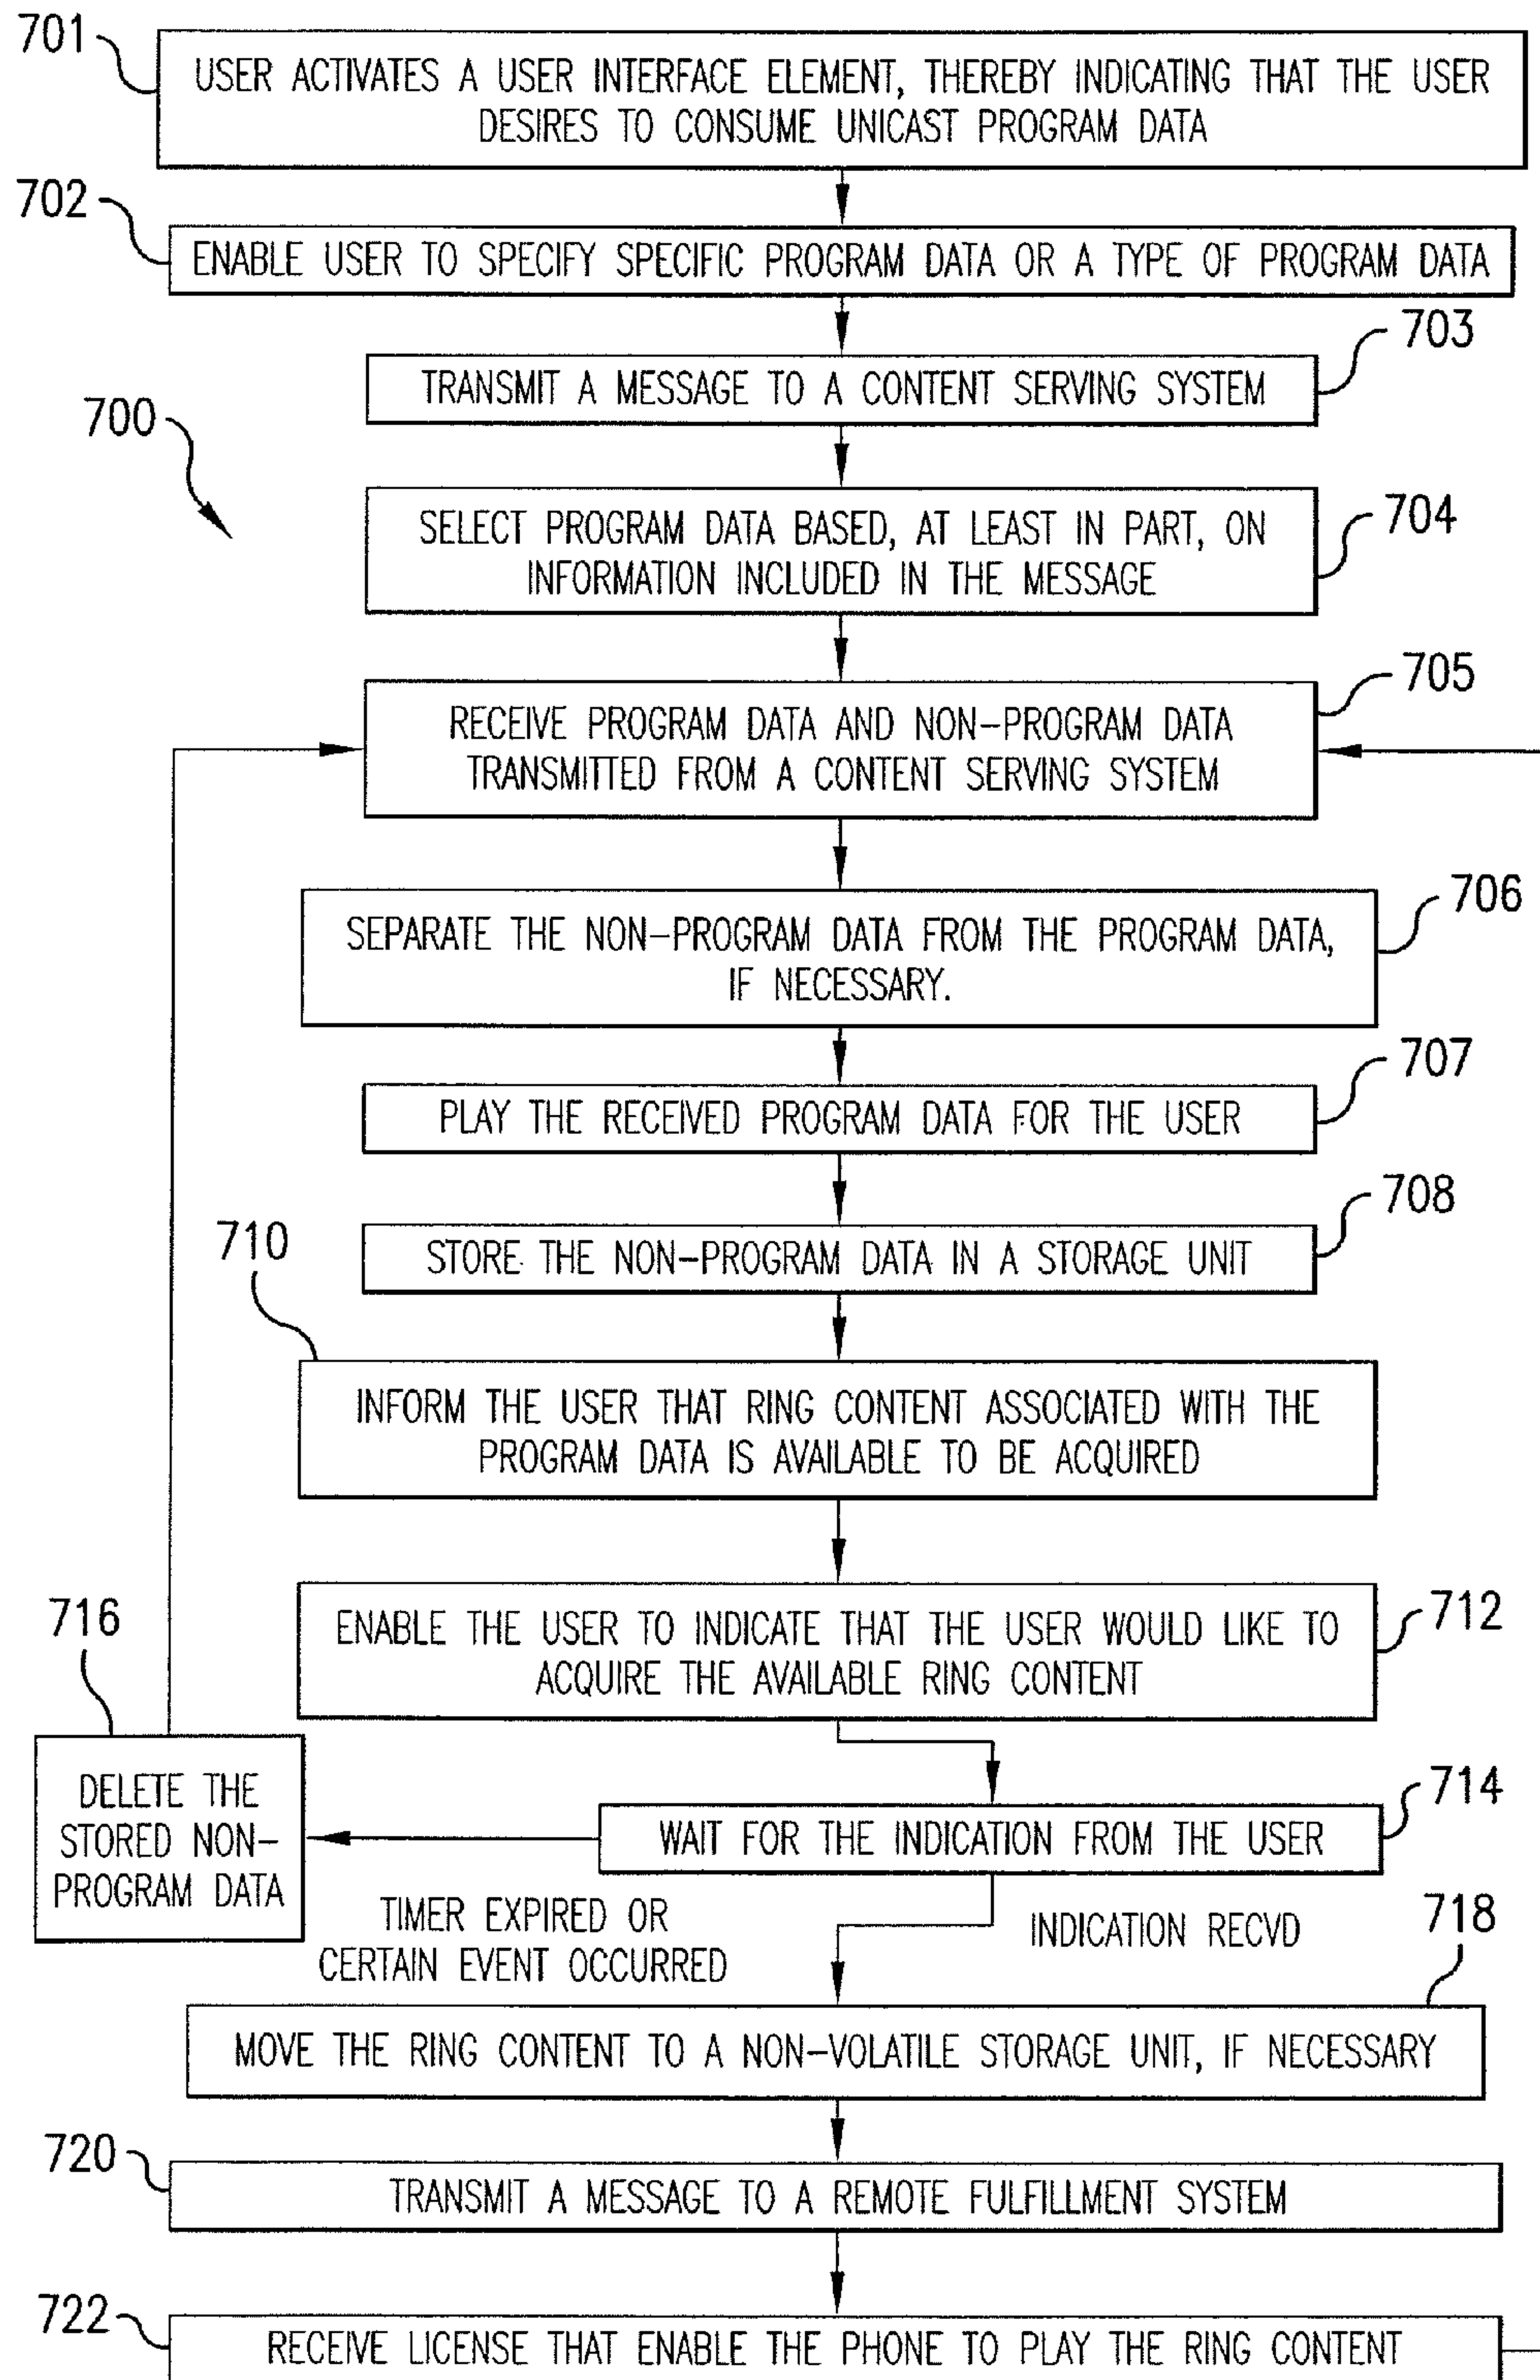 701
USER ACTIVATES A USER INTERFACE ELEMENT, THEREBY INDICATING THAT THE USER
DESIRES TO CONSUME UNICAST PROGRAM DATA
702
ENABLE USER TO SPECIFY SPECIFIC PROGRAM DATA OR A TYPE OF PROGRAM DATA
703
TRANSMIT A MESSAGE TO A CONTENT SERVING SYSTEM
700
704
SELECT PROGRAM DATA BASED, AT LEAST IN PART, ON
INFORMATION INCLUDED IN THE MESSAGE
705
RECEIVE PROGRAM DATA AND NON-PROGRAM DATA
TRANSMITTED FROM A CONTENT SERVING SYSTEM
706
SEPARATE THE NON-PROGRAM DATA FROM THE PROGRAM DATA,
IF NECESSARY.
707
PLAY THE RECEIVED PROGRAM DATA FOR THE USER
708
STORE THE NON-PROGRAM DATA IN A STORAGE UNIT
710
INFORM THE USER THAT RING CONTENT ASSOCIATED WITH THE
PROGRAM DATA IS AVAILABLE TO BE ACQUIRED
712
ENABLE THE USER TO INDICATE THAT THE USER WOULD LIKE TO
ACQUIRE THE AVAILABLE RING CONTENT
716
DELETE THE
STORED NON-
PROGRAM DATA
714
WAIT FOR THE INDICATION FROM THE USER
TIMER EXPIRED OR
CERTAIN EVENT OCCURRED
INDICATION RECVD
718
MOVE THE RING CONTENT TO A NON-VOLATILE STORAGE UNIT, IF NECESSARY
720
TRANSMIT A MESSAGE TO A REMOTE FULFILLMENT SYSTEM
722
RECEIVE LICENSE THAT ENABLE THE PHONE TO PLAY THE RING CONTENT